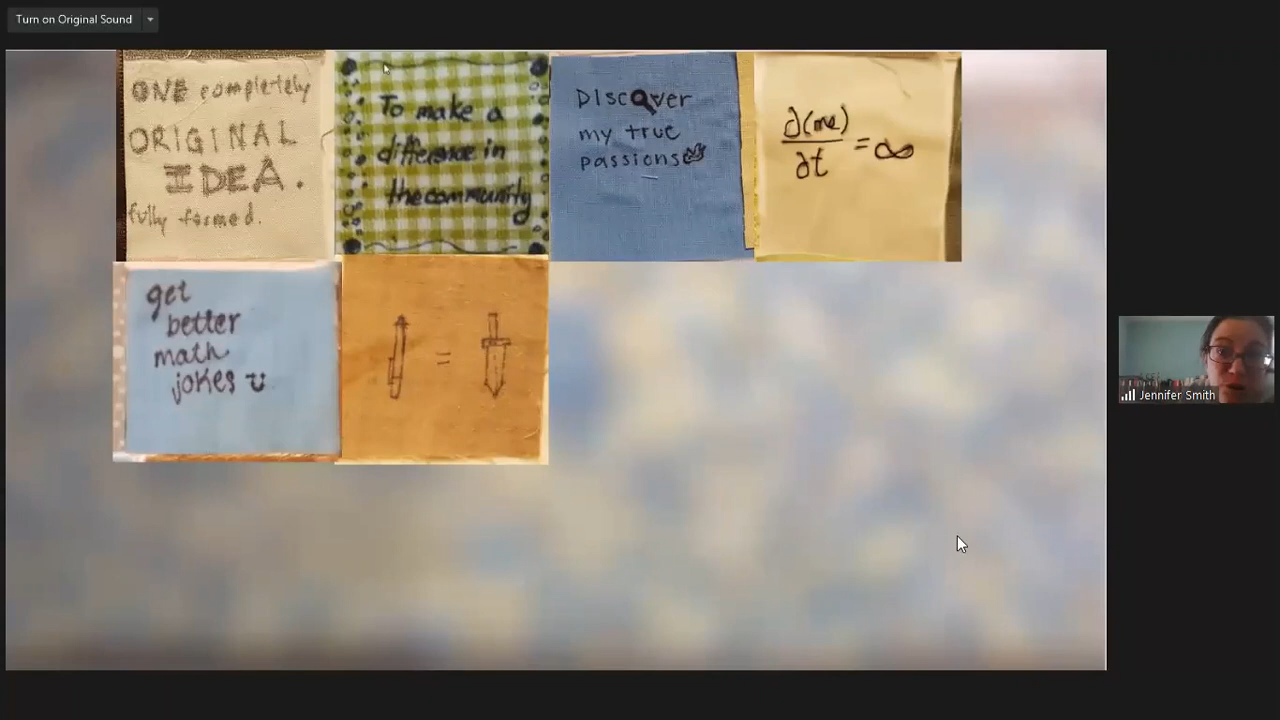 Turn on Original Sound
ONE completely
ORIGINAL
IDEA.
fully formed.
To make a
difference in
the community
Discover
my true
passions
∂(me)
∂t
= ∞
get
better
math
jokes
=
Jennifer Smith